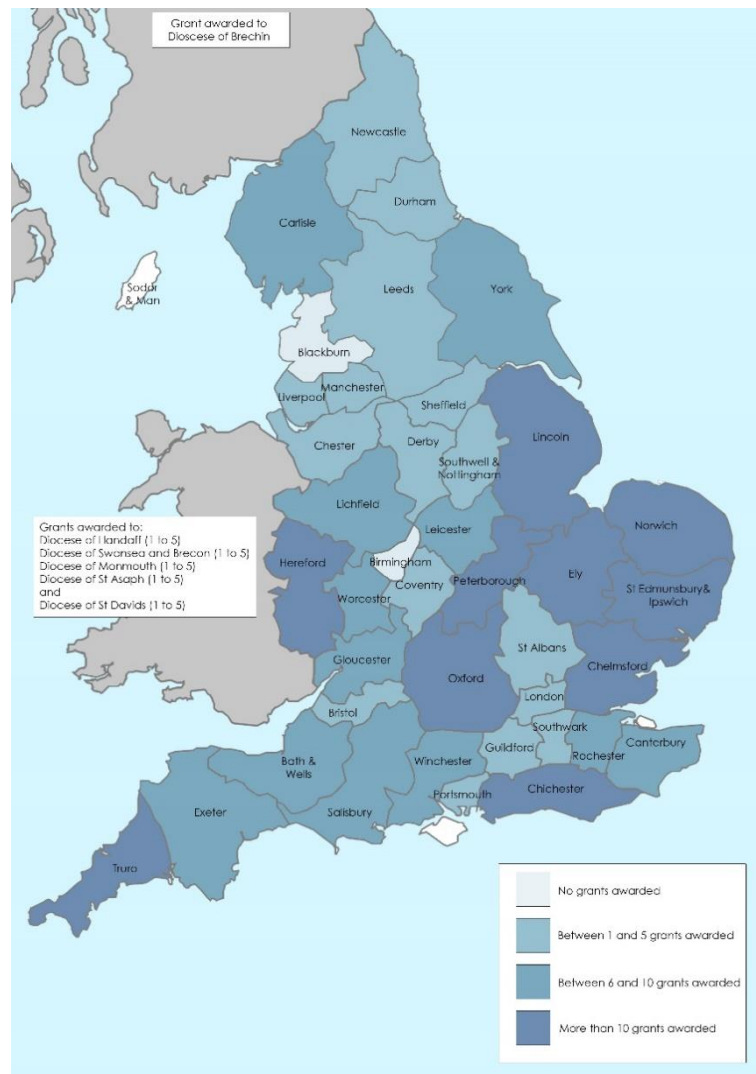 Grant awarded to
Dioscese of Brechin
Newcastle
Durham
Carlisle
Sodor
& Man
Leeds
York
Blackburn
Manchester
Liverpool
Sheffield
Chester
Derby
Lincoln
Southwell &
Nottingham
Lichfield
Leicester
Norwich
Grants awarded to:
Diocese of Llandaff (1 to 5)
Diocese of Swansea and Brecon (1 to 5)
Diocese of Monmouth (1 to 5)
Diocese of St Asaph (1 to 5)
and
Diocese of St Davids (1 to 5)
Hereford
Birmingham
Peterborough
Ely
Coventry
St Edmunsbury &
Ipswich
Worcester
Gloucester
St Albans
Oxford
Chelmsford
London
Bristol
Southwark
Bath &
Wells
Winchester
Guildford
Rochester
Canterbury
Portsmouth
Chichester
Exeter
Salisbury
Truro
No grants awarded
Between 1 and 5 grants awarded
Between 6 and 10 grants awarded
More than 10 grants awarded